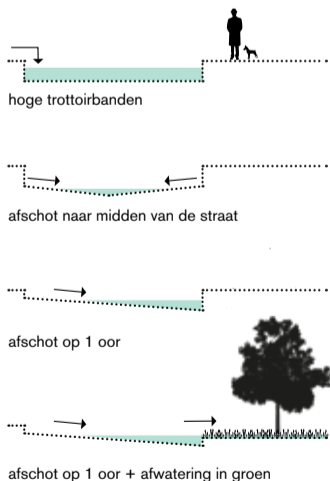 hoge trottoirbanden
afschot naar midden van de straat
afschot op 1 oor
afschot op 1 oor + afwatering in groen